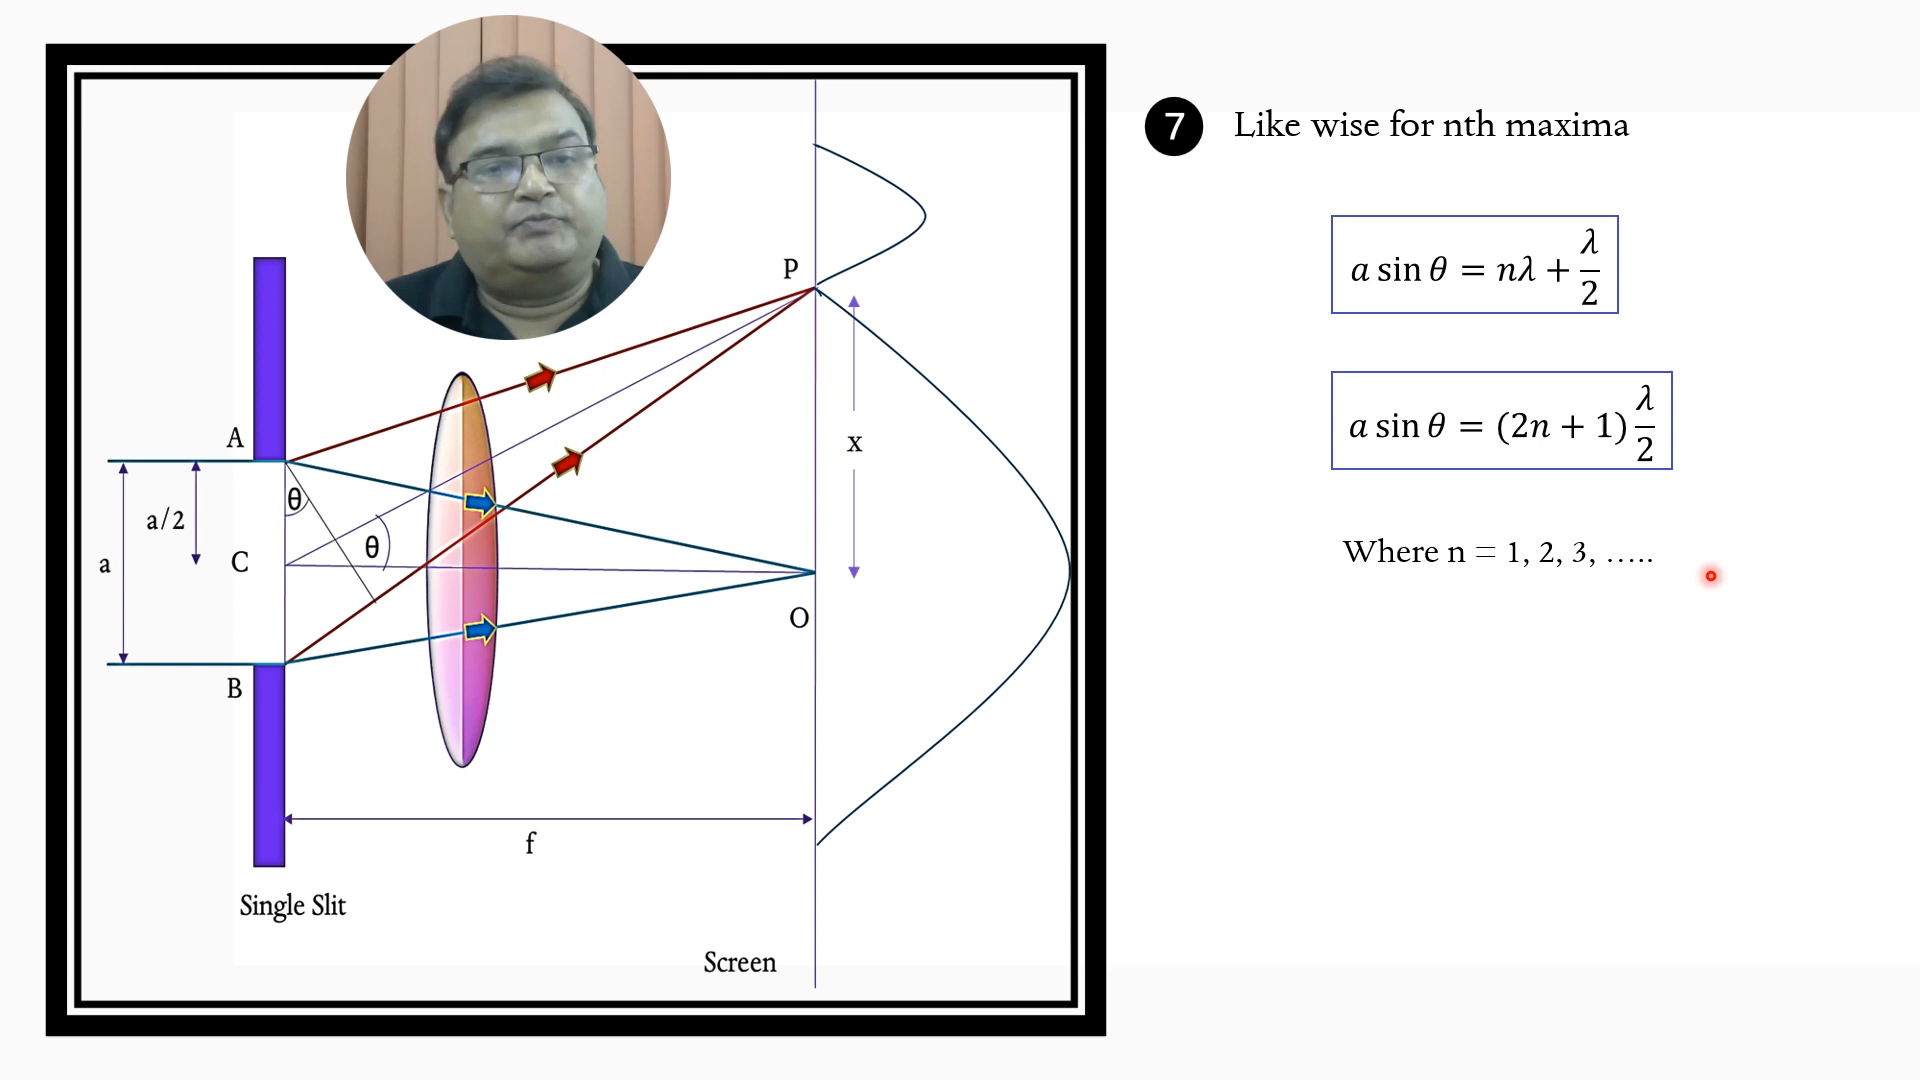 7 Like wise for nth maxima
a sin θ = nλ + λ/2
a sin θ = (2n + 1) λ/2
Where n = 1, 2, 3, …..
P
x
A
θ
a/2
a
C
θ
O
B
f
Single Slit
Screen